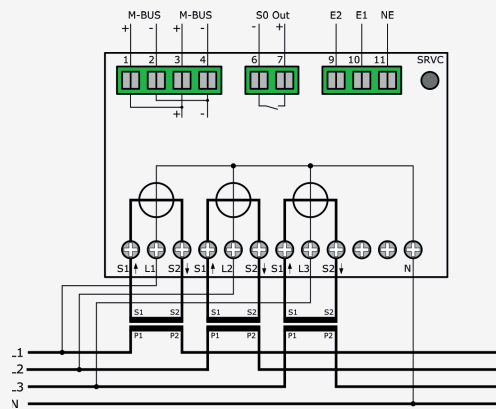 M-BUS M-BUS S0 Out E2 E1 NE
+ - + - - +
1 2 3 4 6 7 9 10 11 SRVC
+ -
S1 L1 S2 S1 L2 S2 S1 L3 S2 N
S1 S2 S1 S2 S1 S2
P1 P2 P1 P2 P1 P2
L1
L2
L3
N